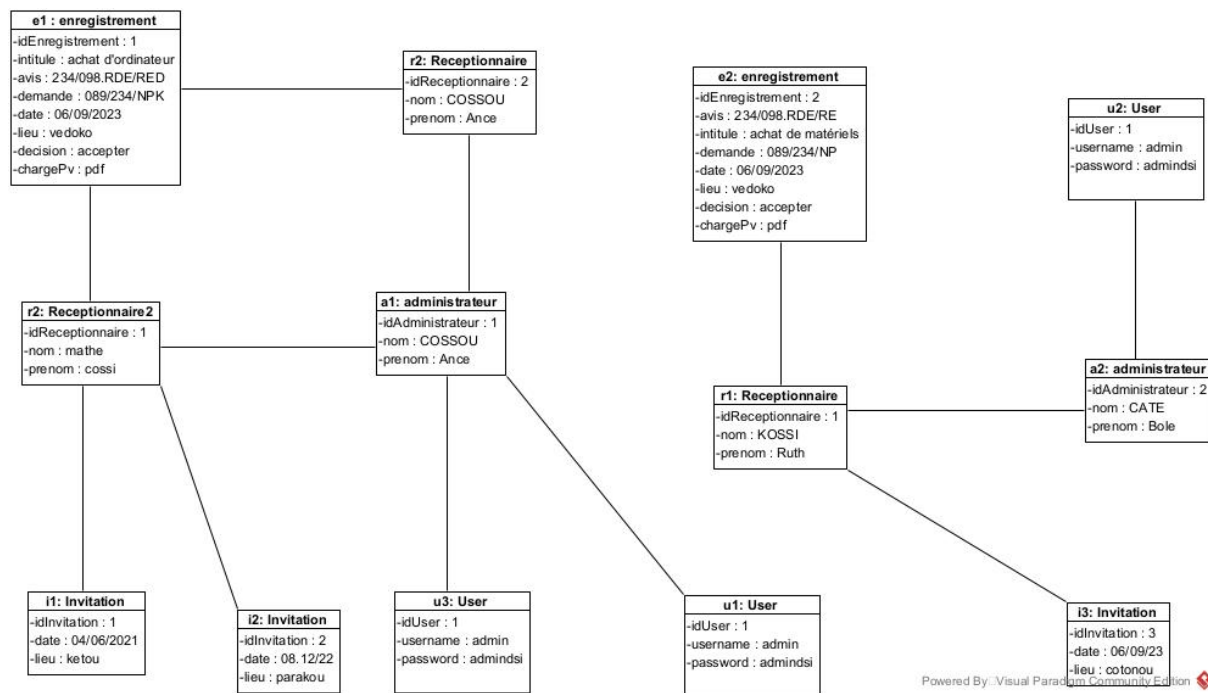 e1 : enregistrement
-idEnregistrement : 1
-intitule : achat d'ordinateur
-avis : 234/098.RDE/RED
-demande : 089/234/NPK
-date : 06/09/2023
-lieu : vedoko
-decision : accepter
-chargePv : pdf
r2: Receptionnaire
-idReceptionnaire : 2
-nom : COSSOU
-prenom : Ance
e2: enregistrement
-idEnregistrement : 2
-avis : 234/098.RDE/RE
-intitule : achat de matériels
-demande : 089/234/NP
-date : 06/09/2023
-lieu : vedoko
-decision : accepter
-chargePv : pdf
u2: User
-idUser : 1
-username : admin
-password : admindsi
r2: Receptionnaire2
-idReceptionnaire : 1
-nom : mathe
-prenom : cossi
a1: administrateur
-idAdministrateur : 1
-nom : COSSOU
-prenom : Ance
r1: Receptionnaire
-idReceptionnaire : 1
-nom : KOSSI
-prenom : Ruth
a2: administrateur
-idAdministrateur : 2
-nom : CATE
-prenom : Bole
i1: Invitation
-idInvitation : 1
-date : 04/06/2021
-lieu : ketou
i2: Invitation
-idInvitation : 2
-date : 08.12/22
-lieu : parakou
u3: User
-idUser : 1
-username : admin
-password : admindsi
u1: User
-idUser : 1
-username : admin
-password : admindsi
i3: Invitation
-idInvitation : 3
-date : 06/09/23
-lieu : cotonou
Powered By Visual Paradigm Community Edition